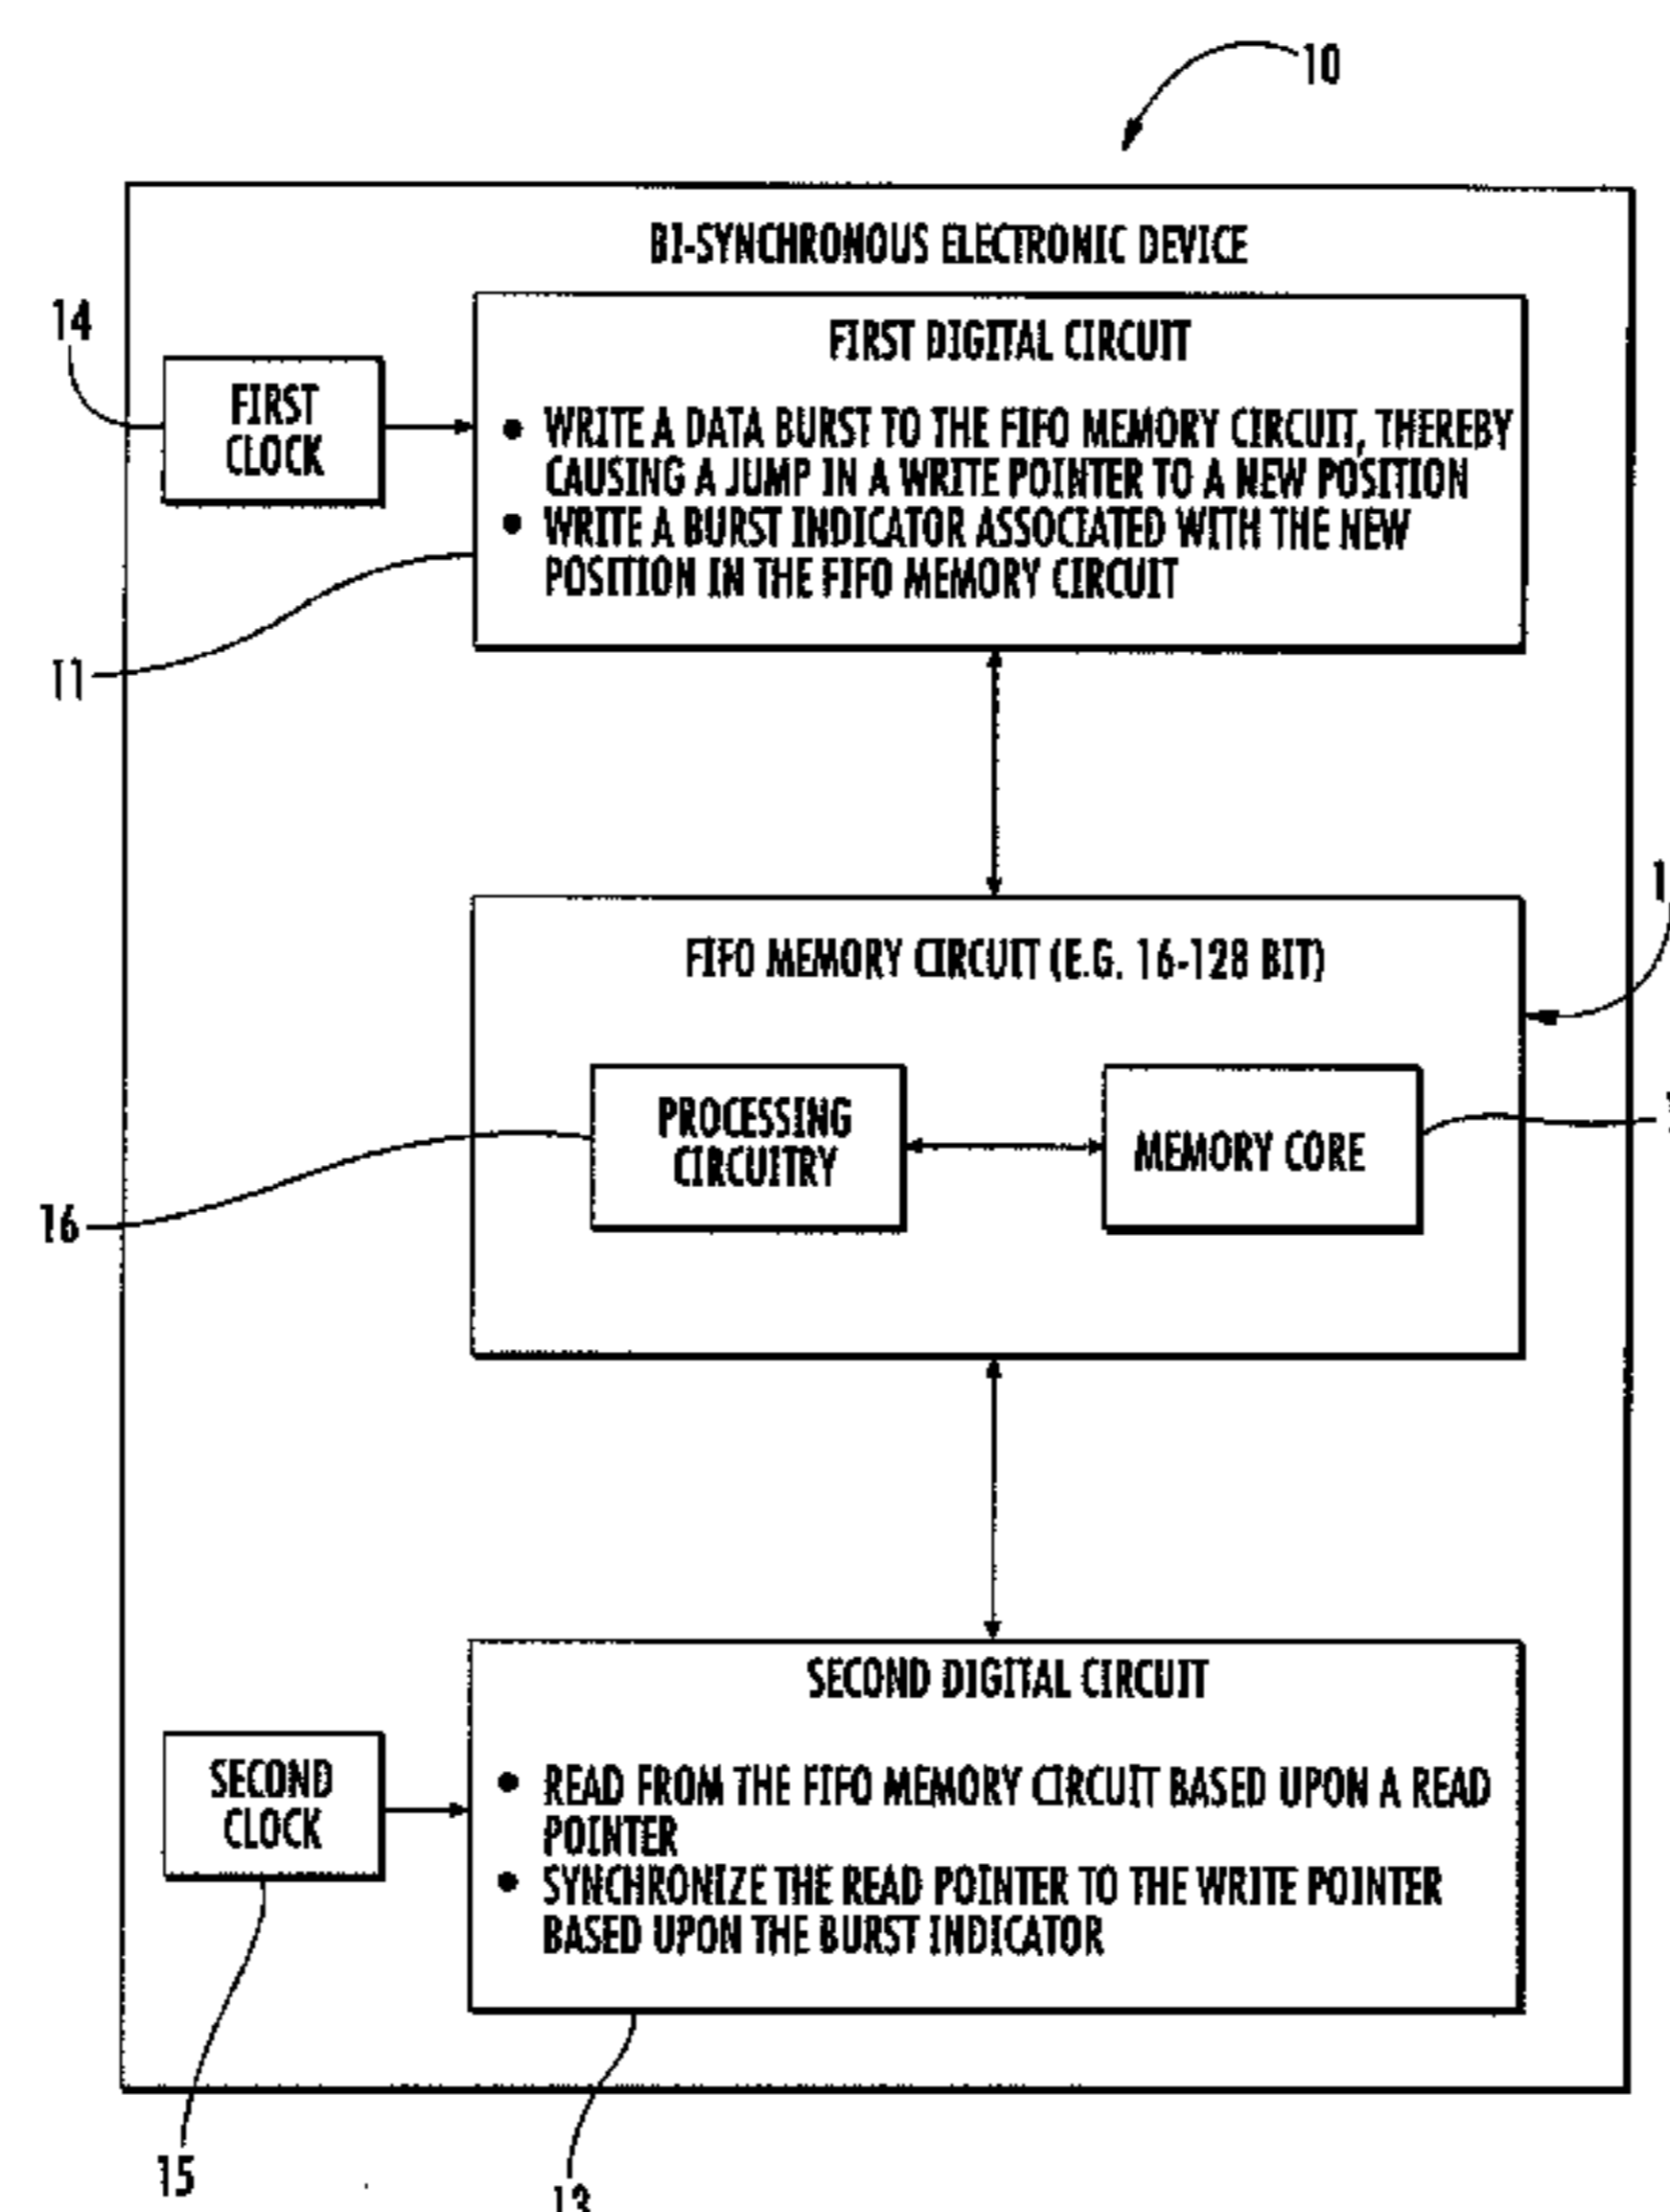 10
BI-SYNCHRONOUS ELECTRONIC DEVICE
14
FIRST
CLOCK
FIRST DIGITAL CIRCUIT
● WRITE A DATA BURST TO THE FIFO MEMORY CIRCUIT, THEREBY
CAUSING A JUMP IN A WRITE POINTER TO A NEW POSITION
● WRITE A BURST INDICATOR ASSOCIATED WITH THE NEW
POSITION IN THE FIFO MEMORY CIRCUIT
11
FIFO MEMORY CIRCUIT (E.G. 16-128 BIT)
PROCESSING
CIRCUITRY
MEMORY CORE
16
SECOND DIGITAL CIRCUIT
SECOND
CLOCK
● READ FROM THE FIFO MEMORY CIRCUIT BASED UPON A READ
POINTER
● SYNCHRONIZE THE READ POINTER TO THE WRITE POINTER
BASED UPON THE BURST INDICATOR
15
13